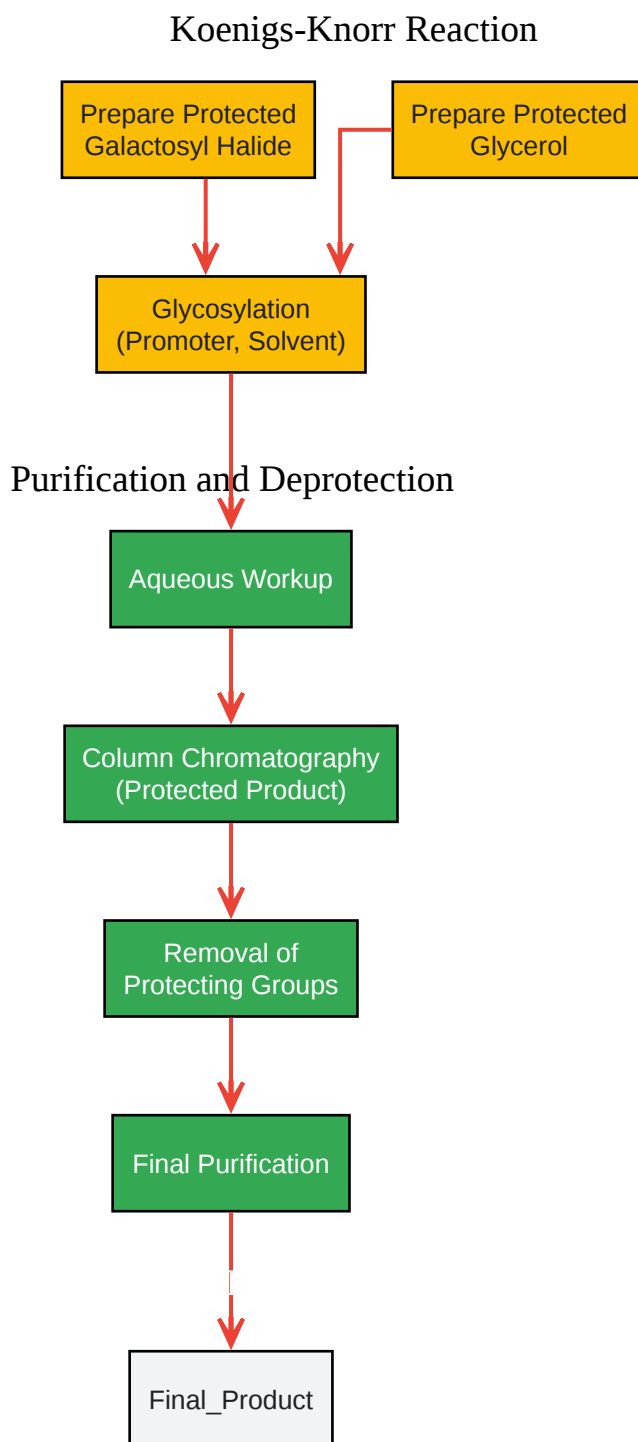 Koenigs-Knorr Reaction
Prepare Protected
Galactosyl Halide
Prepare Protected
Glycerol
Glycosylation
(Promoter, Solvent)
Purification and Deprotection
Aqueous Workup
Column Chromatography
(Protected Product)
Removal of
Protecting Groups
Final Purification
Final_Product